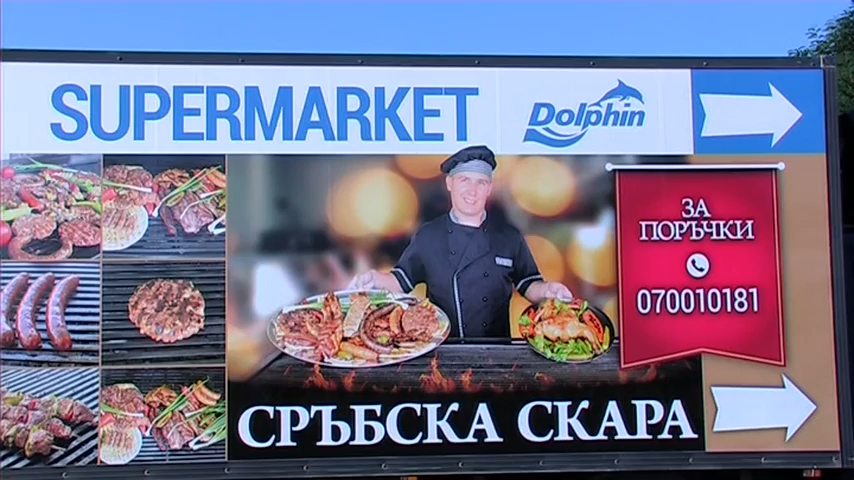 SUPERMARKET
Dolphin
ЗА
ПОРЪЧКИ
070010181
СРЪБСКА СКАРА